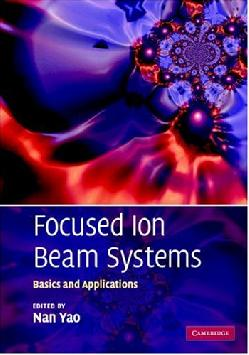 Focused Ion
Beam Systems
Basics and Applications
EDITED BY
Nan Yao
CAMBRIDGE